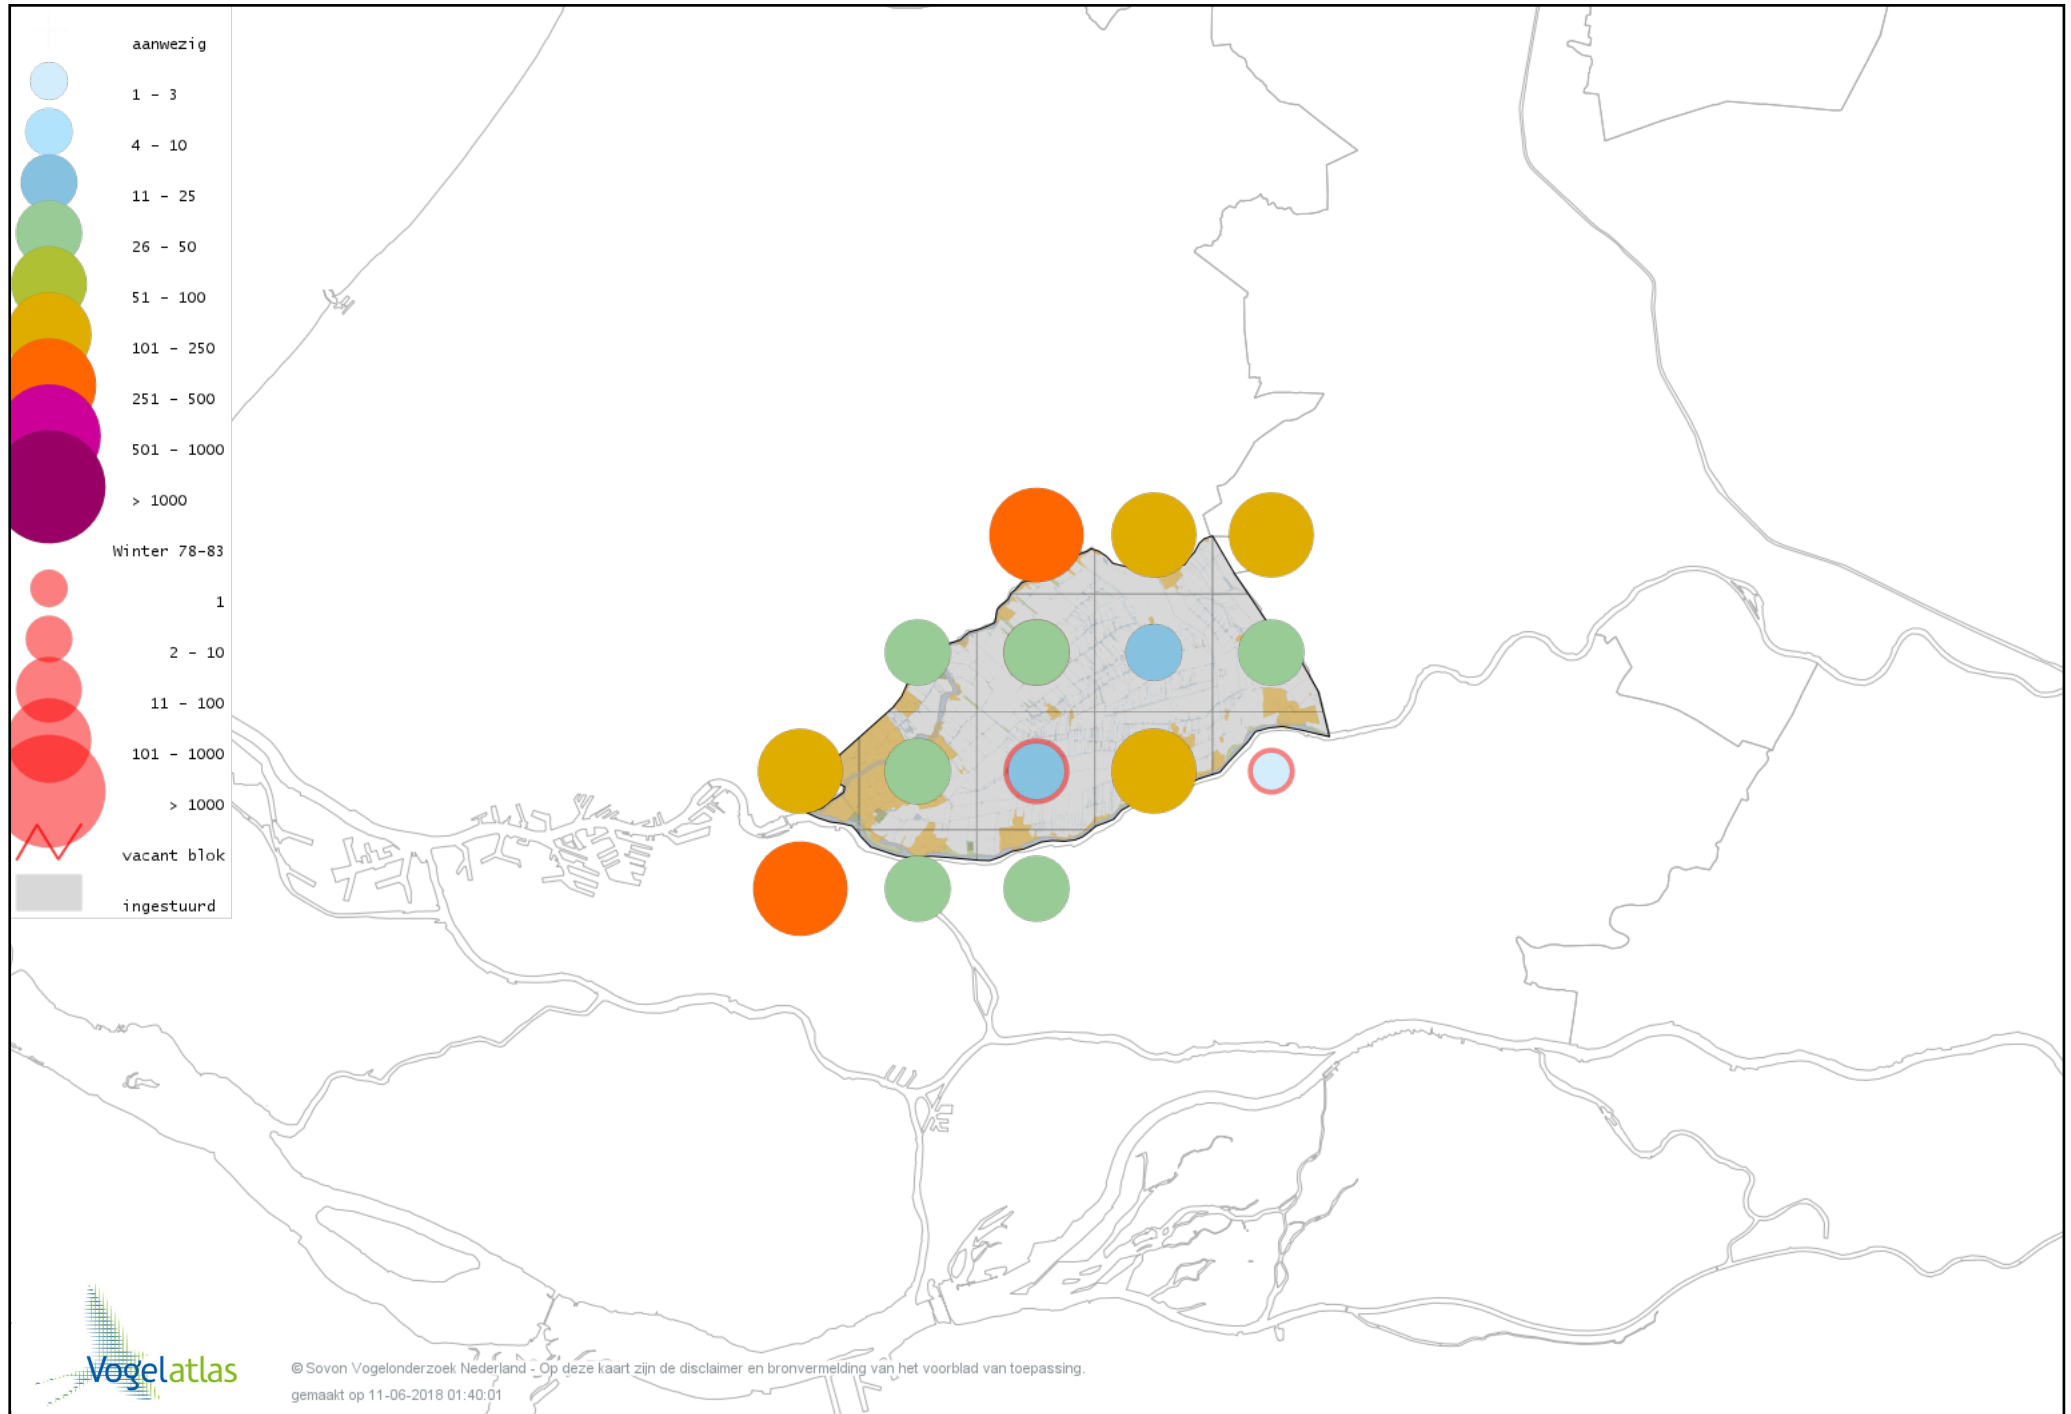 aanwezig
1 - 3
4 - 10
11 - 25
26 - 50
51 - 100
101 - 250
251 - 500
501 - 1000
> 1000
Winter 78-83
1
2 - 10
11 - 100
101 - 1000
> 1000
vacant blok
ingestuurd
Vogelatlas
© Sovon Vogelonderzoek Nederland - Op deze kaart zijn de disclaimer en bronvermelding van het voorblad van toepassing.
gemaakt op 11-06-2018 01:40:01